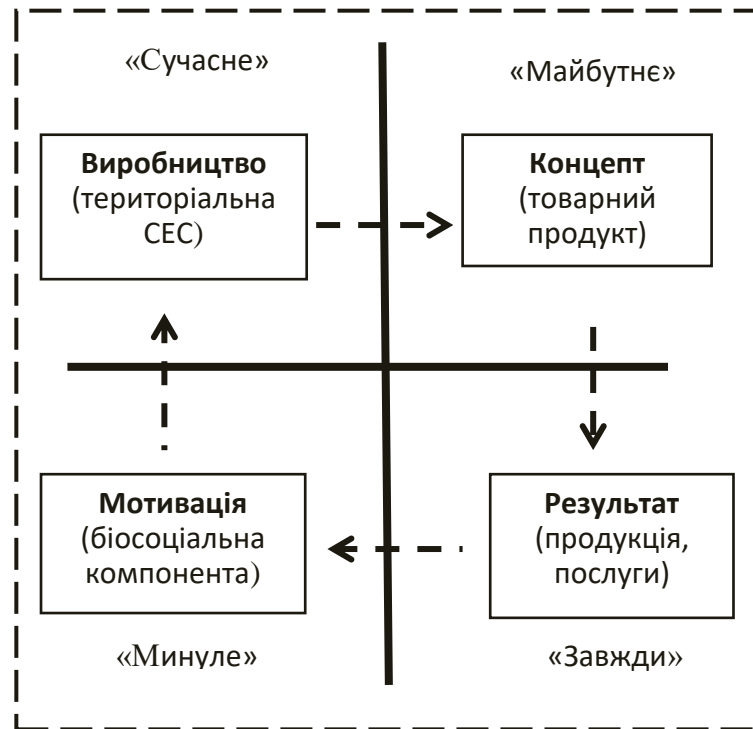 «Сучасне»
«Майбутнє»
Виробництво
(територіальна
СЕС)
Концепт
(товарний
продукт)
Мотивація
(біосоціальна
компонента)
Результат
(продукція,
послуги)
«Минуле»
«Завжди»